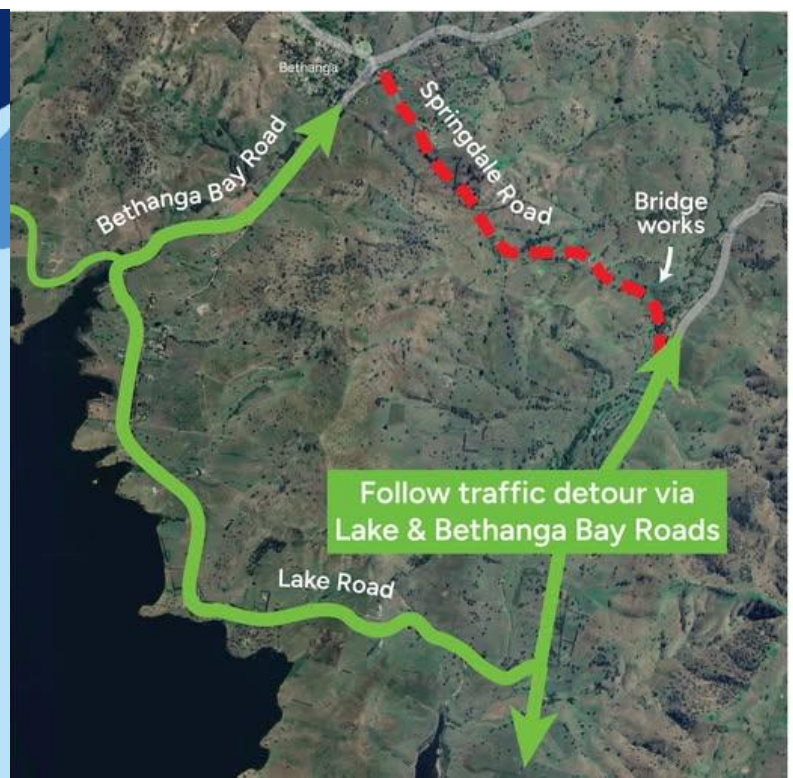 Bethanga
Springdale Road
Bethanga Bay Road
Bridge
works
Follow traffic detour via
Lake & Bethanga Bay Roads
Lake Road